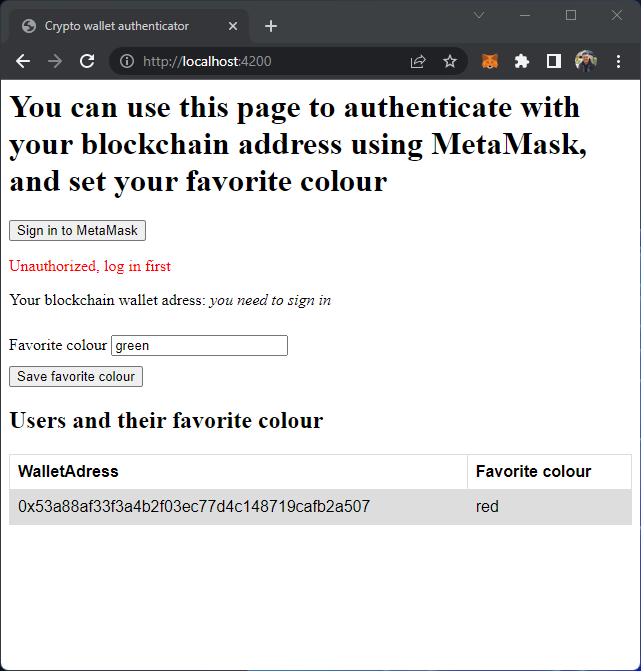 Crypto wallet authenticator
http://localhost:4200
You can use this page to authenticate with
your blockchain address using MetaMask,
and set your favorite colour
Sign in to MetaMask
Unauthorized, log in first
Your blockchain wallet adress: you need to sign in
Favorite colour green
Save favorite colour
Users and their favorite colour
WalletAdress Favorite colour
0x53a88af33f3a4b2f03ec77d4c148719cafb2a507 red